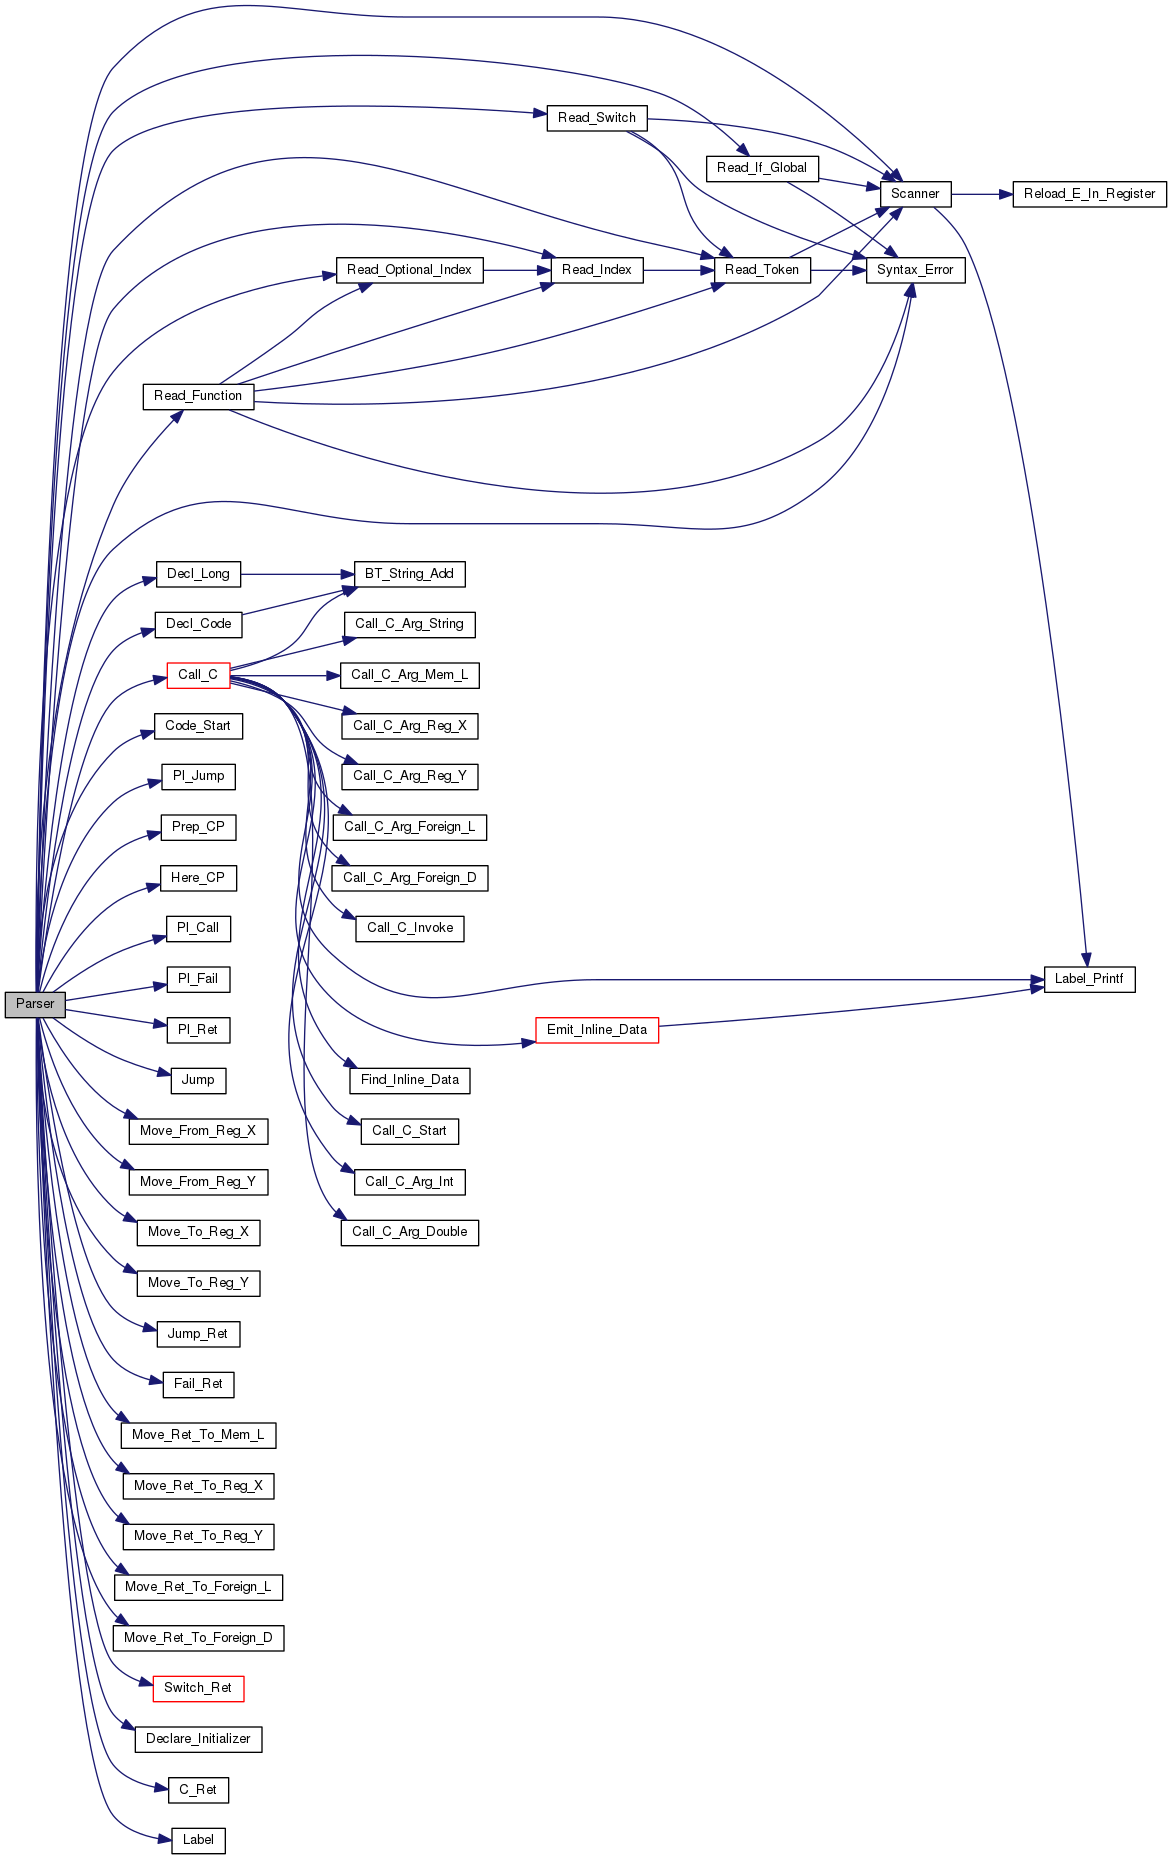 Read_Switch
Read_If_Global
Scanner
Reload_E_In_Register
Read_Optional_Index
Read_Index
Read_Token
Syntax_Error
Read_Function
Decl_Long
BT_String_Add
Decl_Code
Call_C_Arg_String
Call_C
Call_C_Arg_Mem_L
Code_Start
Call_C_Arg_Reg_X
Pl_Jump
Call_C_Arg_Reg_Y
Prep_CP
Call_C_Arg_Foreign_L
Here_CP
Call_C_Arg_Foreign_D
Pl_Call
Call_C_Invoke
Pl_Fail
Label_Printf
Parser
Pl_Ret
Emit_Inline_Data
Jump
Find_Inline_Data
Move_From_Reg_X
Call_C_Start
Move_From_Reg_Y
Call_C_Arg_Int
Move_To_Reg_X
Call_C_Arg_Double
Move_To_Reg_Y
Jump_Ret
Fail_Ret
Move_Ret_To_Mem_L
Move_Ret_To_Reg_X
Move_Ret_To_Reg_Y
Move_Ret_To_Foreign_L
Move_Ret_To_Foreign_D
Switch_Ret
Declare_Initializer
C_Ret
Label